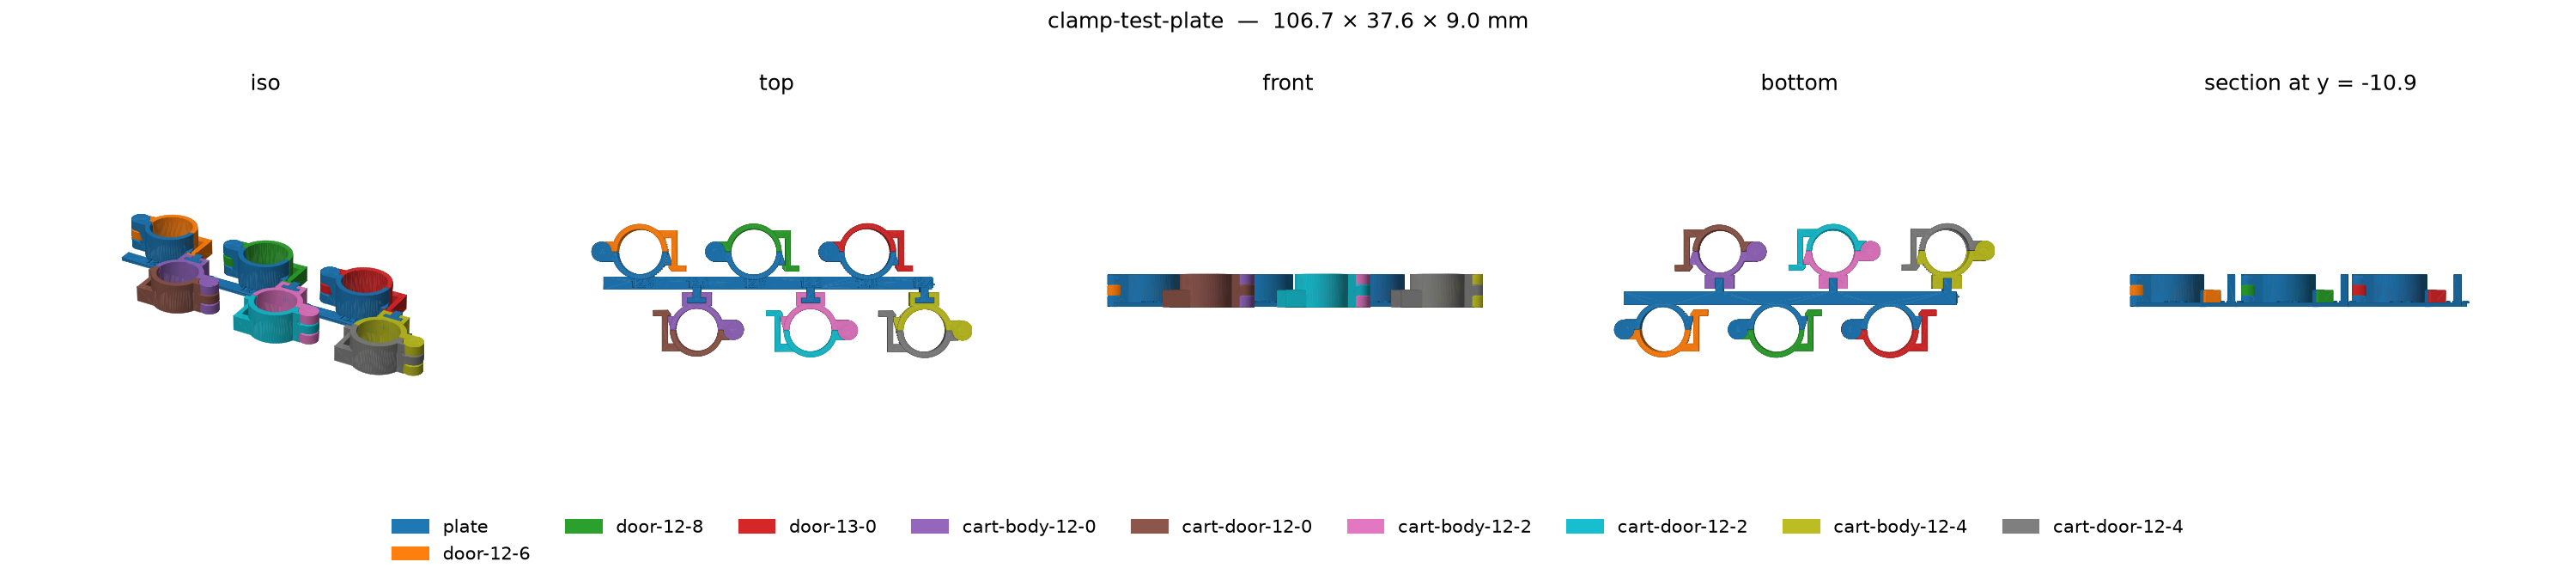 clamp-test-plate — 106.7 × 37.6 × 9.0 mm
iso
top
front
bottom
section at y = -10.9
plate
door-12-6
door-12-8
door-13-0
cart-body-12-0
cart-door-12-0
cart-body-12-2
cart-door-12-2
cart-body-12-4
cart-door-12-4